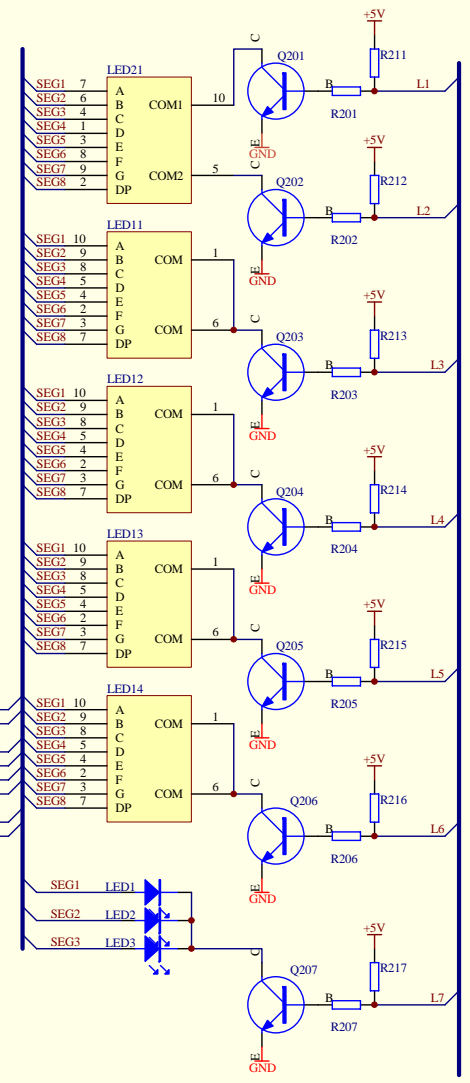 +5V
C
Q201
R211
LED21
SEG1 7 A
SEG2 6 B
SEG3 4 C
SEG4 1 D
SEG5 3 E
SEG6 8 F
SEG7 9 G
SEG8 2 DP
COM1 10
COM2 5
B
R201
L1
E
GND
+5V
C
Q202
R212
B
R202
L2
E
GND
LED11
SEG1 10 A
SEG2 9 B
SEG3 8 C
SEG4 5 D
SEG5 4 E
SEG6 2 F
SEG7 3 G
SEG8 7 DP
COM 1
COM 6
+5V
C
Q203
R213
B
R203
L3
E
GND
LED12
SEG1 10 A
SEG2 9 B
SEG3 8 C
SEG4 5 D
SEG5 4 E
SEG6 2 F
SEG7 3 G
SEG8 7 DP
COM 1
COM 6
+5V
C
Q204
R214
B
R204
L4
E
GND
LED13
SEG1 10 A
SEG2 9 B
SEG3 8 C
SEG4 5 D
SEG5 4 E
SEG6 2 F
SEG7 3 G
SEG8 7 DP
COM 1
COM 6
+5V
C
Q205
R215
B
R205
L5
E
GND
LED14
SEG1 10 A
SEG2 9 B
SEG3 8 C
SEG4 5 D
SEG5 4 E
SEG6 2 F
SEG7 3 G
SEG8 7 DP
COM 1
COM 6
+5V
C
Q206
R216
B
R206
L6
E
GND
SEG1 LED1
SEG2 LED2
SEG3 LED3
+5V
C
Q207
R217
B
R207
L7
E
GND